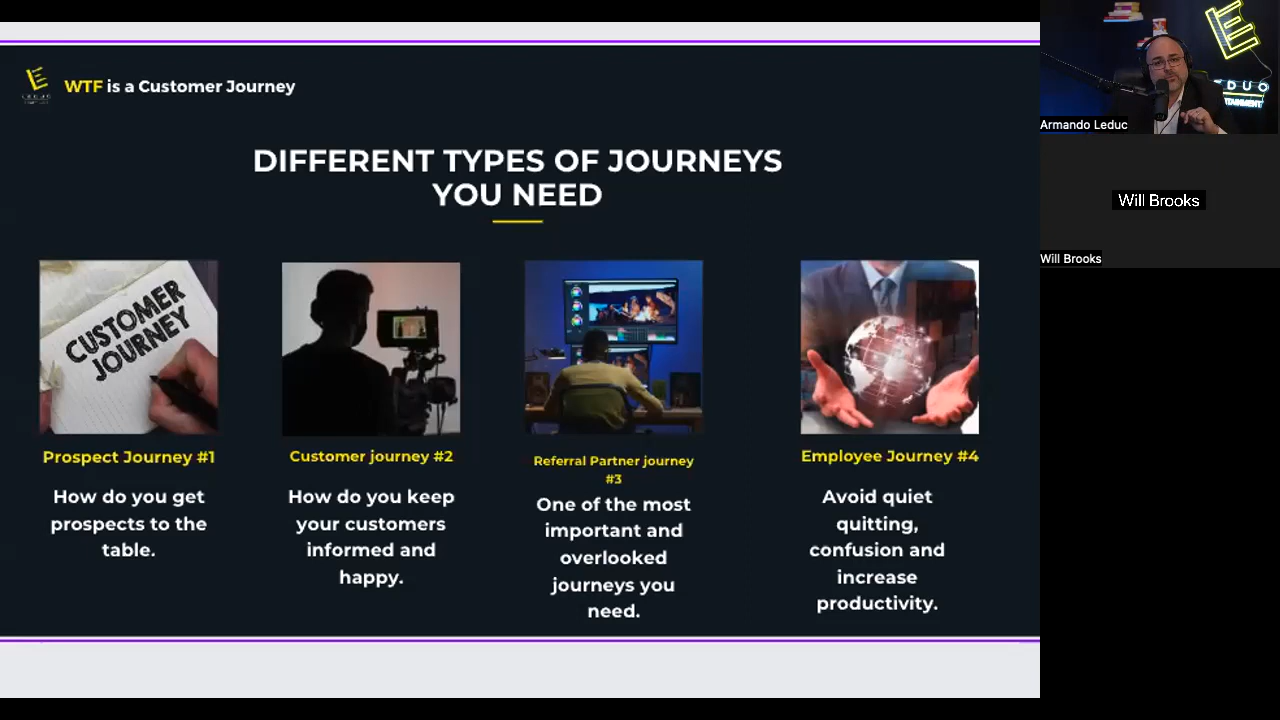 WTF is a Customer Journey
DIFFERENT TYPES OF JOURNEYS
YOU NEED
CUSTOMER
JOURNEY
Prospect Journey #1
How do you get
prospects to the
table.
Customer journey #2
How do you keep
your customers
informed and
happy.
Referral Partner journey
#3
One of the most
important and
overlooked
journeys you
need.
Employee Journey #4
Avoid quiet
quitting,
confusion and
increase
productivity.
Armando Leduc
Will Brooks
Will Brooks